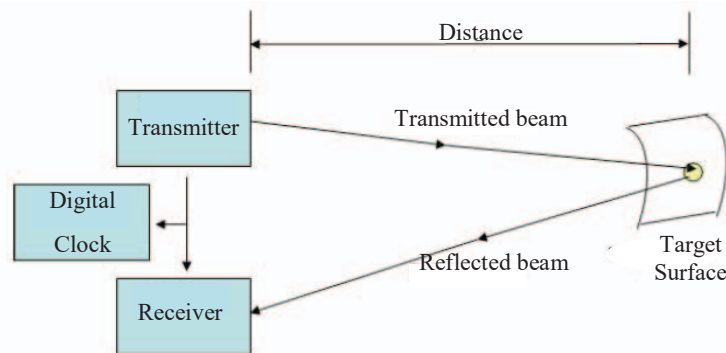 Distance
Transmitter
Transmitted beam
Digital
Clock
Target
Surface
Reflected beam
Receiver